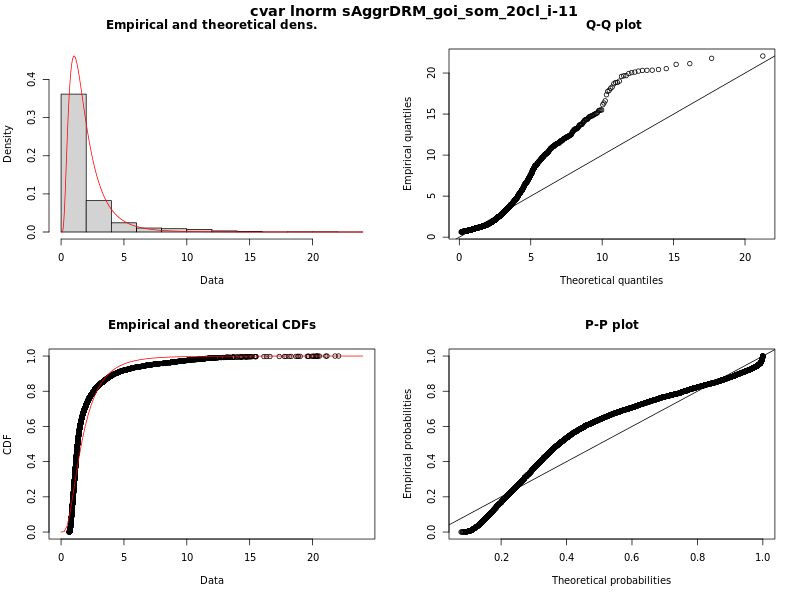 cvar lnorm sAggrDRM_goi_som_20cl_i-11
Empirical and theoretical dens.
Density
0.0 0.1 0.2 0.3 0.4
0 5 10 15 20
Data
Q-Q plot
Empirical quantiles
0 5 10 15 20
0 5 10 15 20
Theoretical quantiles
Empirical and theoretical CDFs
CDF
0.0 0.2 0.4 0.6 0.8 1.0
0 5 10 15 20
Data
P-P plot
Empirical probabilities
0.0 0.2 0.4 0.6 0.8 1.0
0.2 0.4 0.6 0.8 1.0
Theoretical probabilities